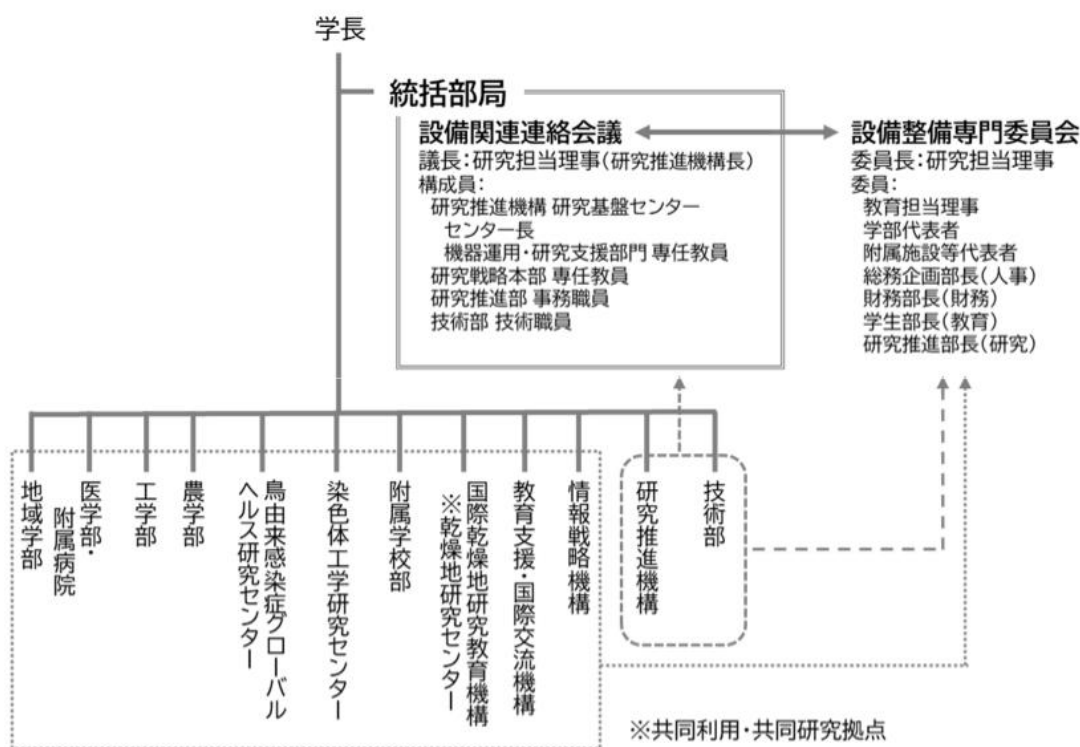 学長
統括部局
設備関連連絡会議
議長:研究担当理事(研究推進機構長)
構成員:
研究推進機構 研究基盤センター
センター長
機器運用・研究支援部門 専任教員
研究戦略本部 専任教員
研究推進部 事務職員
技術部 技術職員
設備整備専門委員会
委員長:研究担当理事
委員:
教育担当理事
学部代表者
附属施設等代表者
総務企画部長(人事)
財務部長(財務)
学生部長(教育)
研究推進部長(研究)
地域学部
医学部・
附属病院
工学部
農学部
鳥由来感染症グローバル
ヘルス研究センター
染色体工学研究センター
附属学校部
国際乾燥地研究教育機構
※乾燥地研究センター
教育支援・国際交流機構
情報戦略機構
研究推進機構
技術部
※共同利用・共同研究拠点